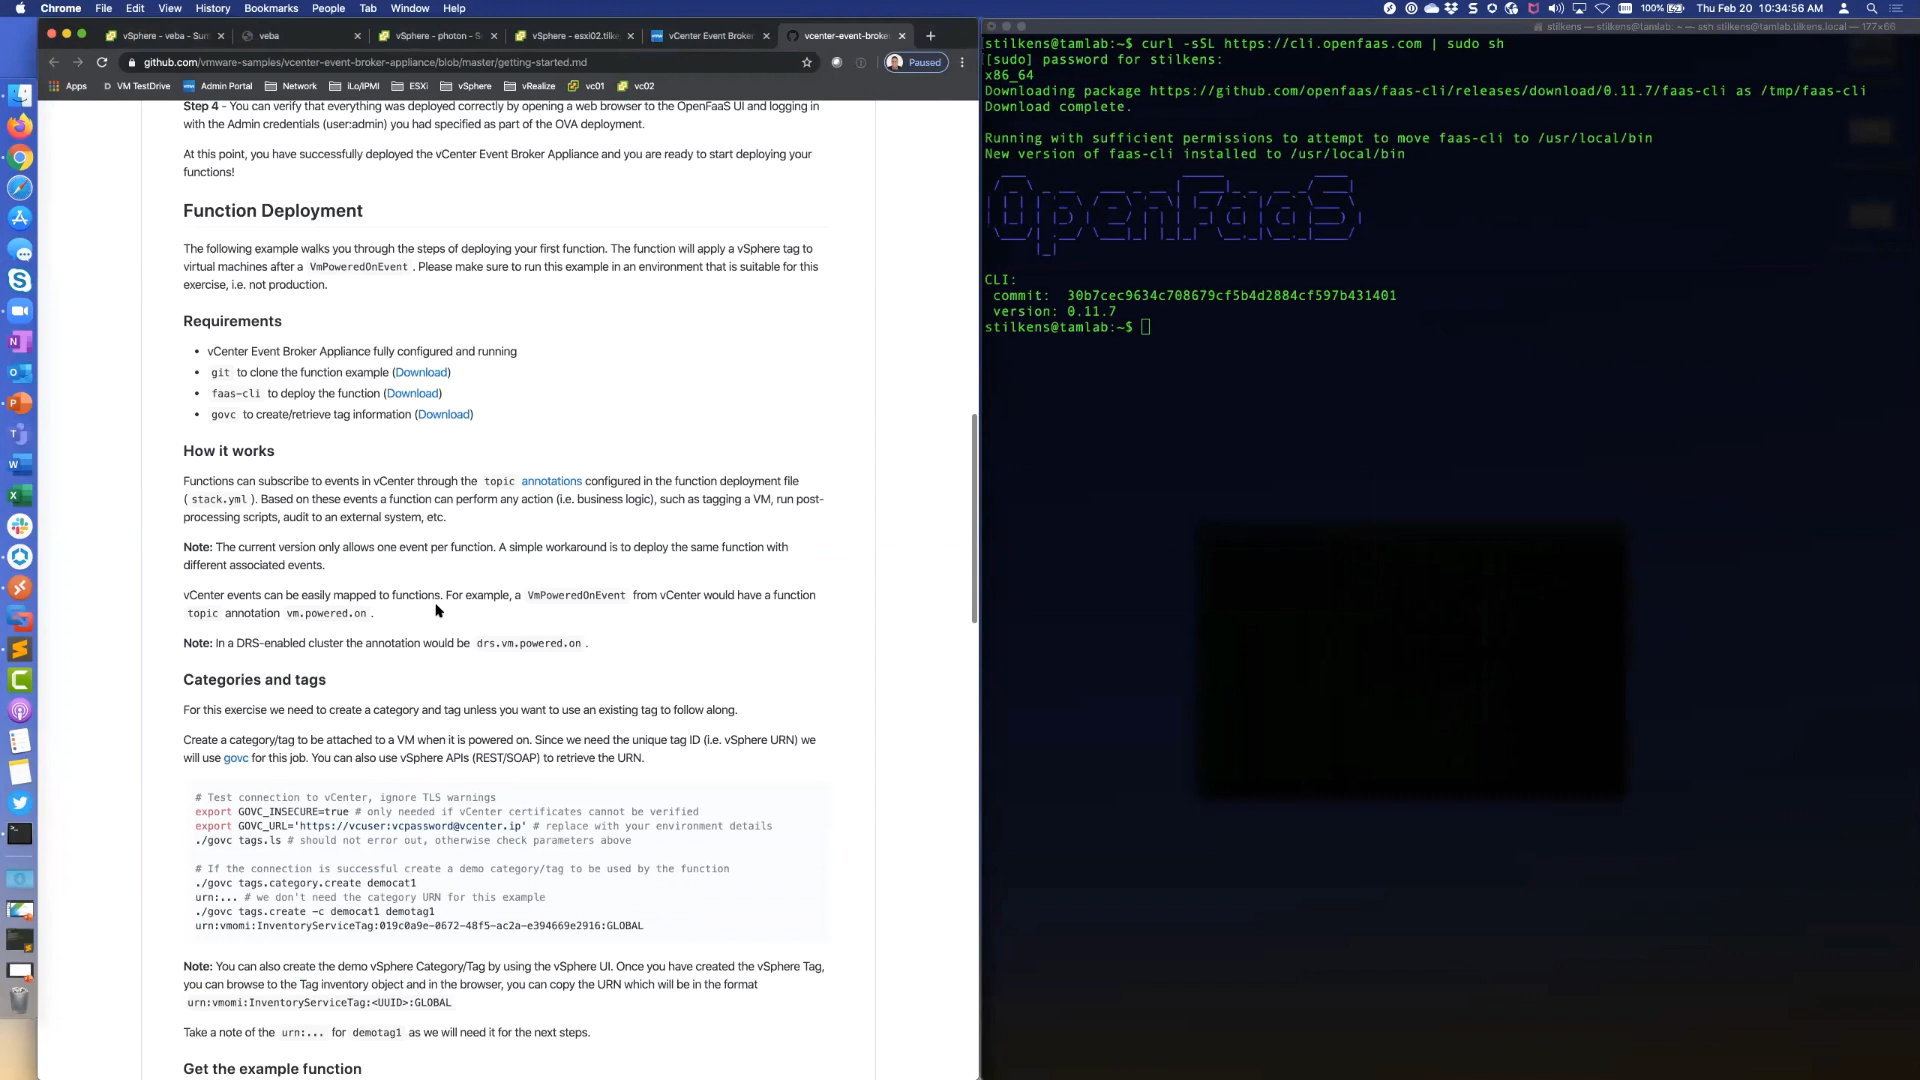 Chrome File Edit View History Bookmarks People Tab Window Help
100% Thu Feb 20 10:34:56 AM
vSphere - veba - Sum
veba
vSphere - photon - S
vSphere - esxi02.tilke
vCenter Event Broker
vcenter-event-broke
stilkens — stilkens@tamlab: ~ — ssh stilkens@tamlab.tilkens.local — 177×66
github.com/vmware-samples/vcenter-event-broker-appliance/blob/master/getting-started.md
Paused
Apps VM TestDrive Admin Portal Network iLo/IPMI ESXi vSphere vRealize vc01 vc02
Step 4 - You can verify that everything was deployed correctly by opening a web browser to the OpenFaaS UI and logging in
with the Admin credentials (user:admin) you had specified as part of the OVA deployment.
At this point, you have successfully deployed the vCenter Event Broker Appliance and you are ready to start deploying your
functions!
Function Deployment
The following example walks you through the steps of deploying your first function. The function will apply a vSphere tag to
virtual machines after a VmPoweredOnEvent . Please make sure to run this example in an environment that is suitable for this
exercise, i.e. not production.
Requirements
• vCenter Event Broker Appliance fully configured and running
• git to clone the function example (Download)
• faas-cli to deploy the function (Download)
• govc to create/retrieve tag information (Download)
How it works
Functions can subscribe to events in vCenter through the topic annotations configured in the function deployment file
( stack.yml ). Based on these events a function can perform any action (i.e. business logic), such as tagging a VM, run post-
processing scripts, audit to an external system, etc.
Note: The current version only allows one event per function. A simple workaround is to deploy the same function with
different associated events.
vCenter events can be easily mapped to functions. For example, a VmPoweredOnEvent from vCenter would have a function
topic annotation vm.powered.on .
Note: In a DRS-enabled cluster the annotation would be drs.vm.powered.on .
Categories and tags
For this exercise we need to create a category and tag unless you want to use an existing tag to follow along.
Create a category/tag to be attached to a VM when it is powered on. Since we need the unique tag ID (i.e. vSphere URN) we
will use govc for this job. You can also use vSphere APIs (REST/SOAP) to retrieve the URN.
# Test connection to vCenter, ignore TLS warnings
export GOVC_INSECURE=true # only needed if vCenter certificates cannot be verified
export GOVC_URL='https://vcuser:vcpassword@vcenter.ip' # replace with your environment details
./govc tags.ls # should not error out, otherwise check parameters above
# If the connection is successful create a demo category/tag to be used by the function
./govc tags.category.create democat1
urn:... # we don't need the category URN for this example
./govc tags.create -c democat1 demotag1
urn:vmomi:InventoryServiceTag:019c0a9e-0672-48f5-ac2a-e394669e2916:GLOBAL
Note: You can also create the demo vSphere Category/Tag by using the vSphere UI. Once you have created the vSphere Tag,
you can browse to the Tag inventory object and in the browser, you can copy the URN which will be in the format
urn:vmomi:InventoryServiceTag:<UUID>:GLOBAL
Take a note of the urn:... for demotag1 as we will need it for the next steps.
Get the example function
[stilkens@tamlab:~$ curl -sSL https://cli.openfaas.com | sudo sh
[[sudo] password for stilkens:
x86_64
Downloading package https://github.com/openfaas/faas-cli/releases/download/0.11.7/faas-cli as /tmp/faas-cli
Download complete.
Running with sufficient permissions to attempt to move faas-cli to /usr/local/bin
New version of faas-cli installed to /usr/local/bin
OpenFaaS
CLI:
commit: 30b7cec9634c708679cf5b4d2884cf597b431401
version: 0.11.7
stilkens@tamlab:~$